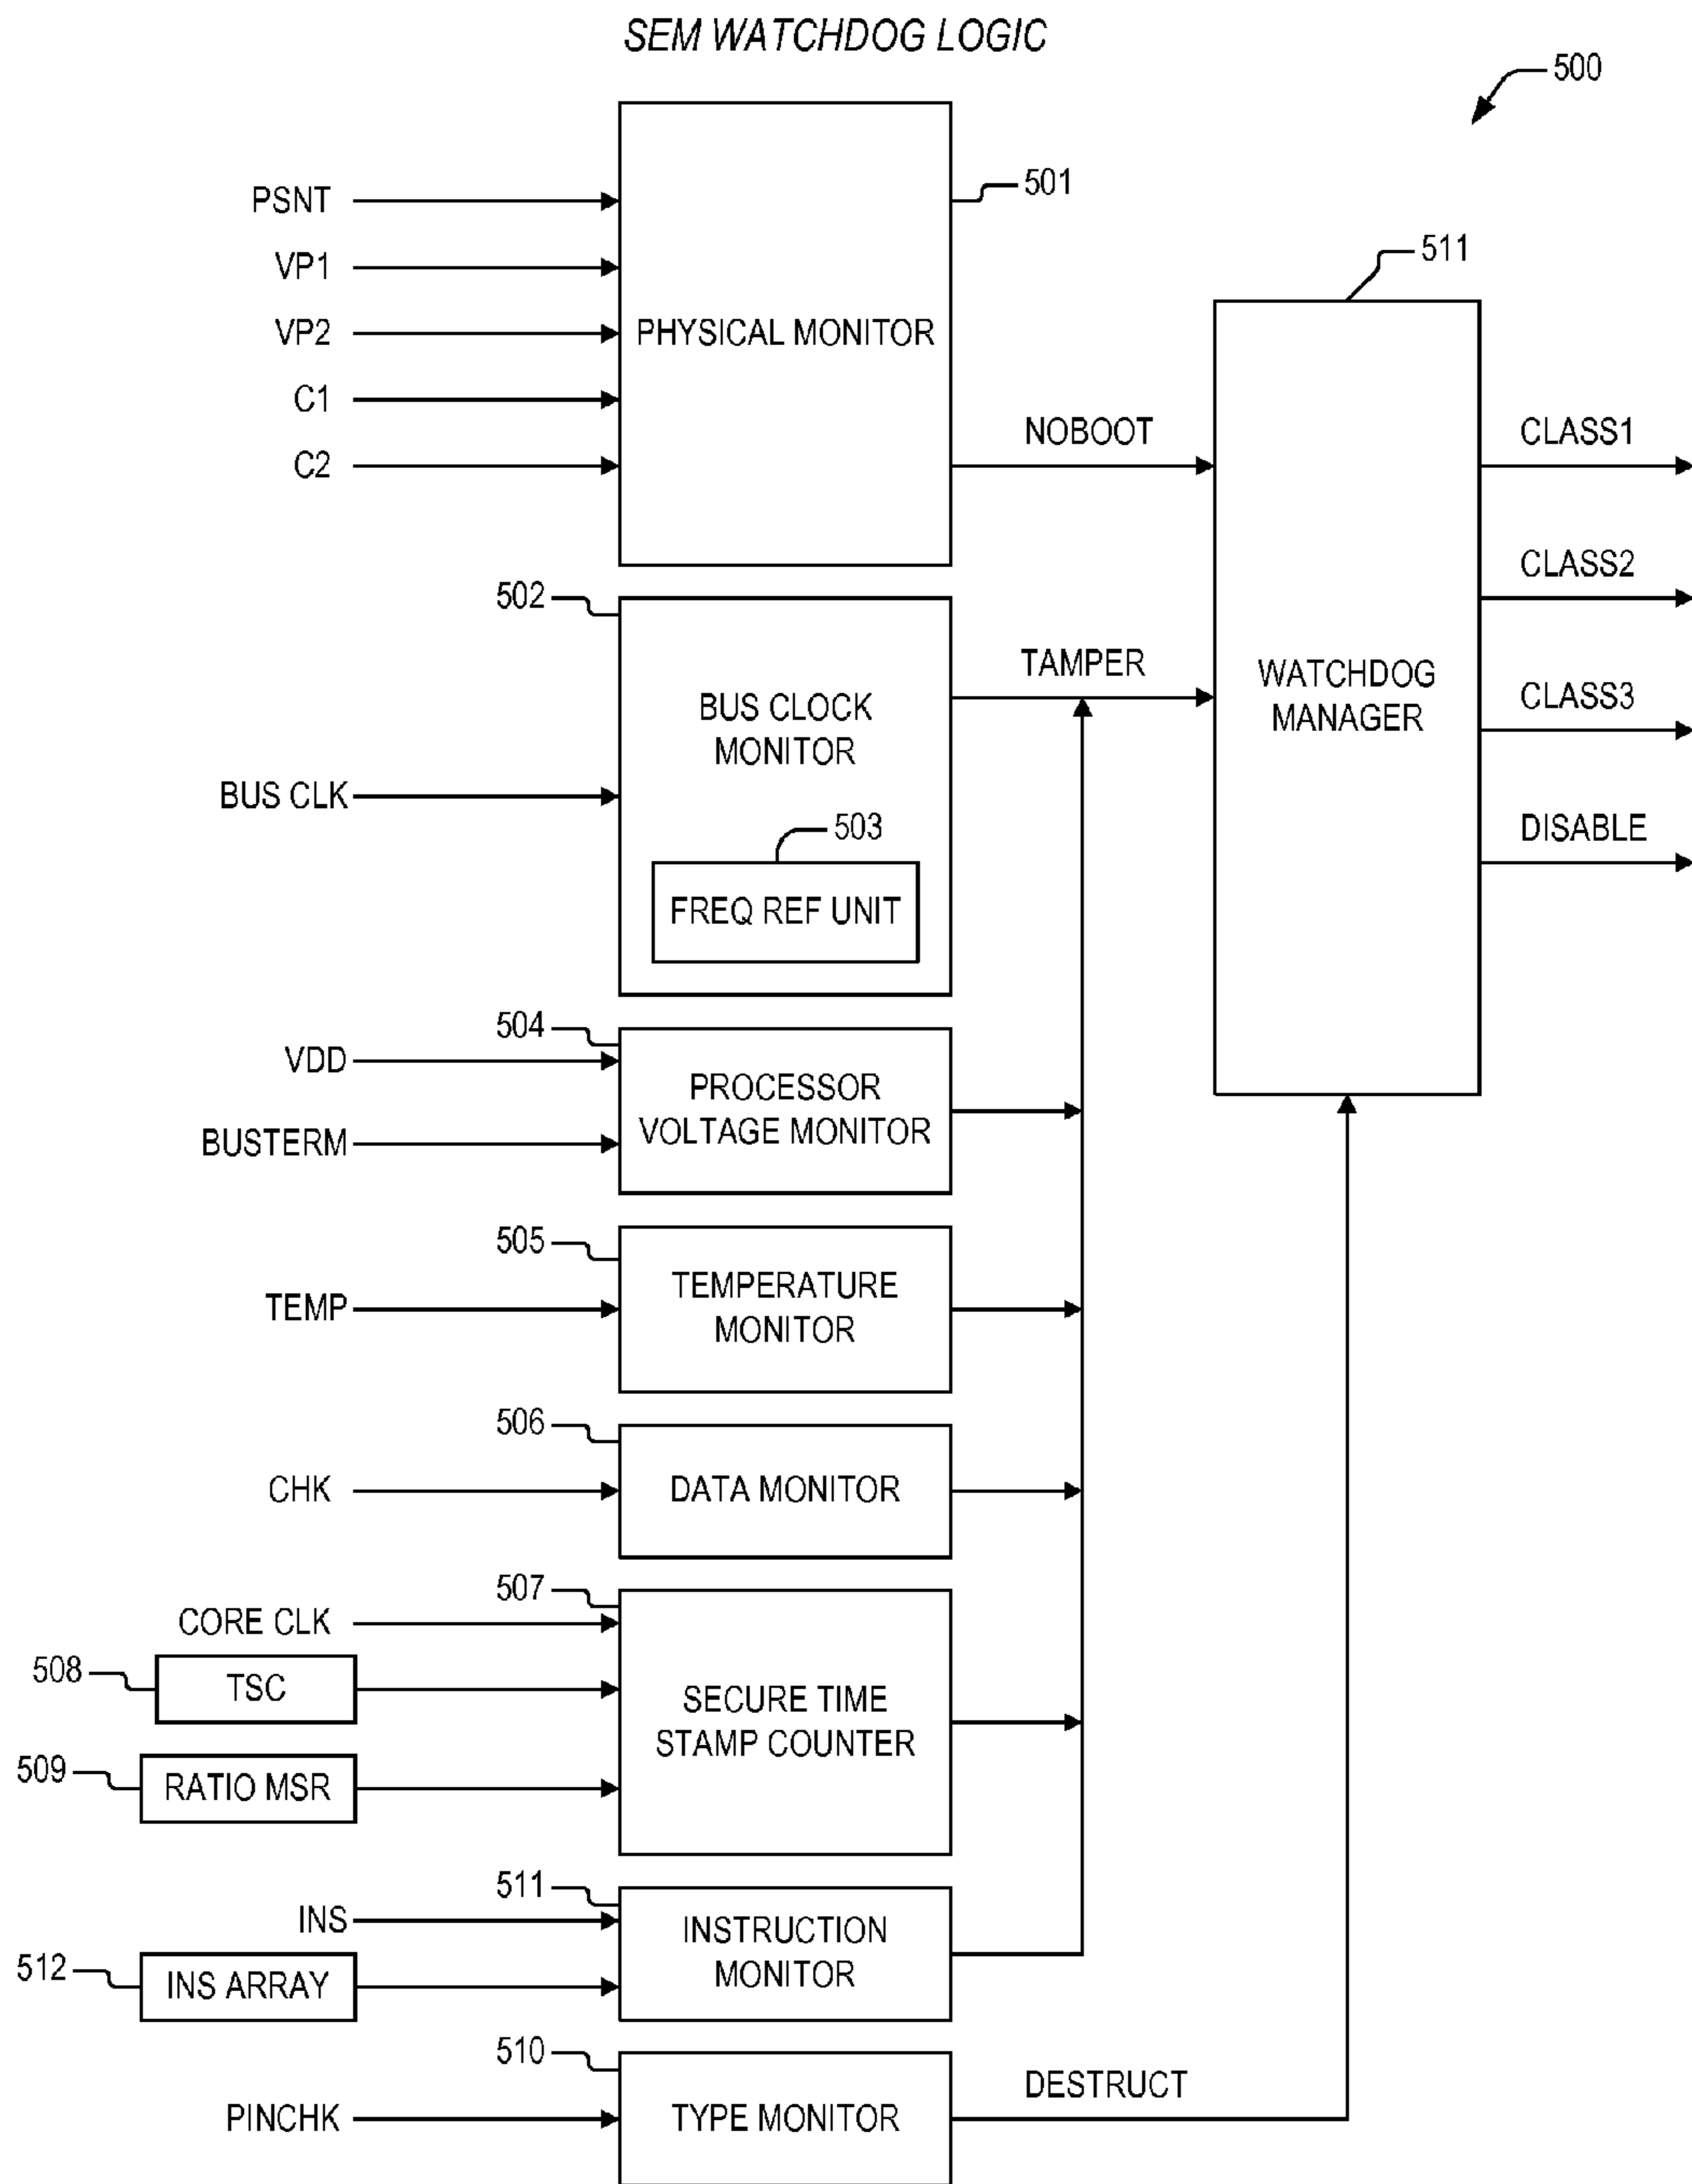 SEM WATCHDOG LOGIC
500
PSNT
VP1
VP2
C1
C2
PHYSICAL MONITOR
501
NOBOOT
511
WATCHDOG
MANAGER
CLASS1
CLASS2
CLASS3
DISABLE
502
BUS CLK
BUS CLOCK
MONITOR
503
FREQ REF UNIT
TAMPER
504
VDD
BUSTERM
PROCESSOR
VOLTAGE MONITOR
505
TEMP
TEMPERATURE
MONITOR
506
CHK
DATA MONITOR
507
CORE CLK
508
TSC
509
RATIO MSR
SECURE TIME
STAMP COUNTER
511
INS
512
INS ARRAY
INSTRUCTION
MONITOR
510
PINCHK
TYPE MONITOR
DESTRUCT